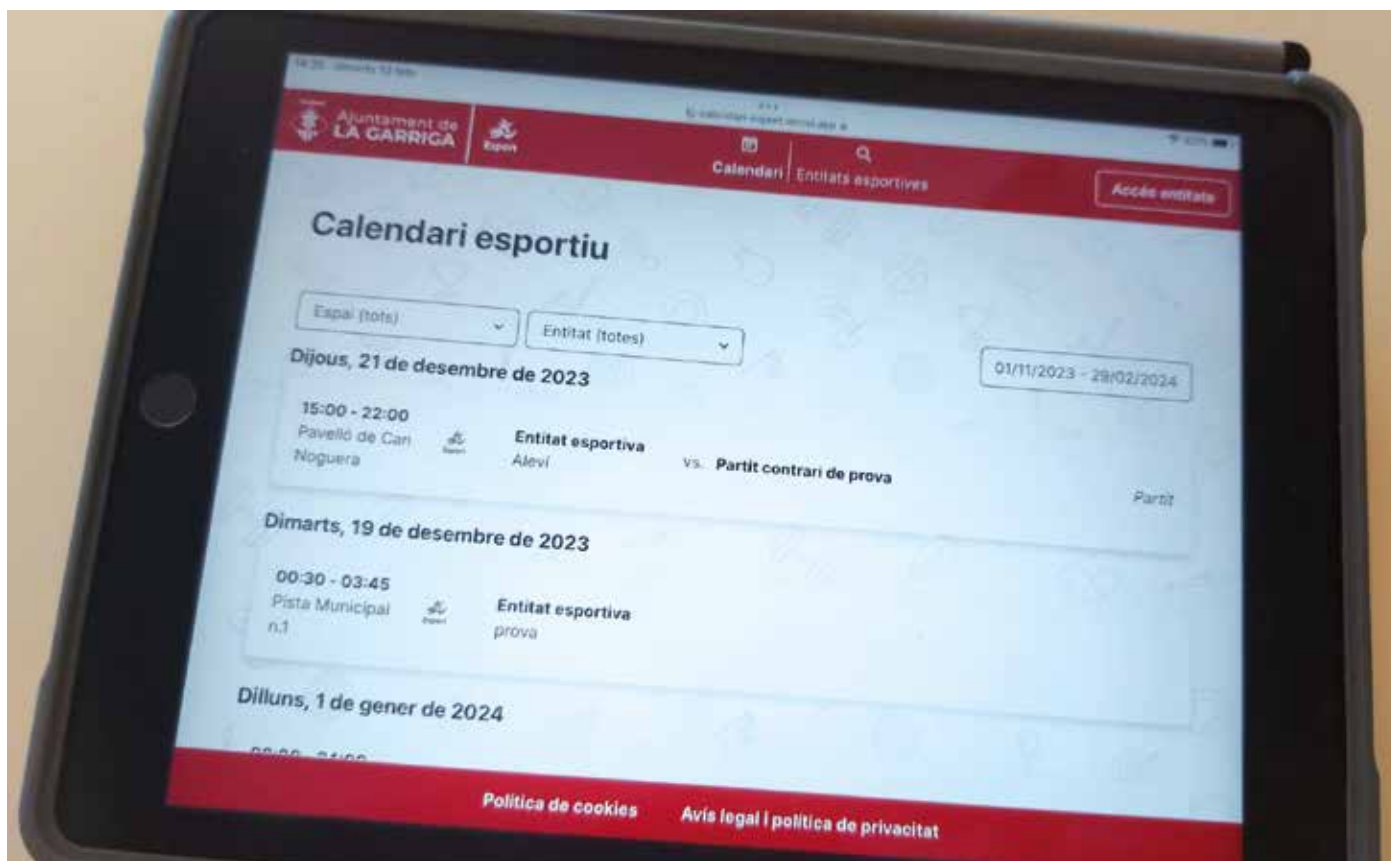 Ajuntament de
LA GARRIGA
Esport
Calendari
Entitats esportives
Accés entitats
Calendari esportiu
Espai (tots)
Entitat (totes)
01/11/2023 - 29/02/2024
Dijous, 21 de desembre de 2023
15:00 - 22:00
Pavelló de Can
Noguera
Esport
Entitat esportiva
Aleví
vs. Partit contrari de prova
Partit
Dimarts, 19 de desembre de 2023
00:30 - 03:45
Pista Municipal
n.1
Esport
Entitat esportiva
prova
Dilluns, 1 de gener de 2024
Política de cookies
Avís legal i política de privacitat